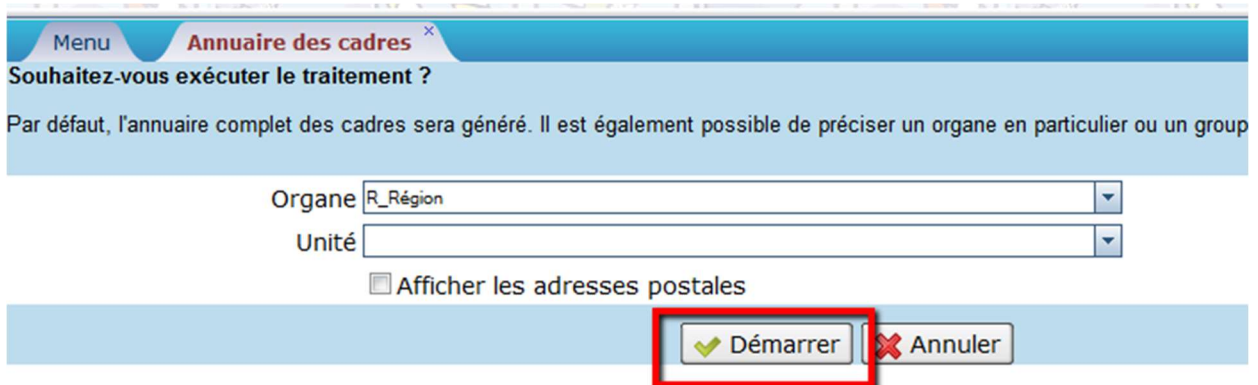 Menu
Annuaire des cadres x
Souhaitez-vous exécuter le traitement ?
Par défaut, l'annuaire complet des cadres sera généré. Il est également possible de préciser un organe en particulier ou un group
Organe R_Région
Unité
Afficher les adresses postales
Démarrer
Annuler